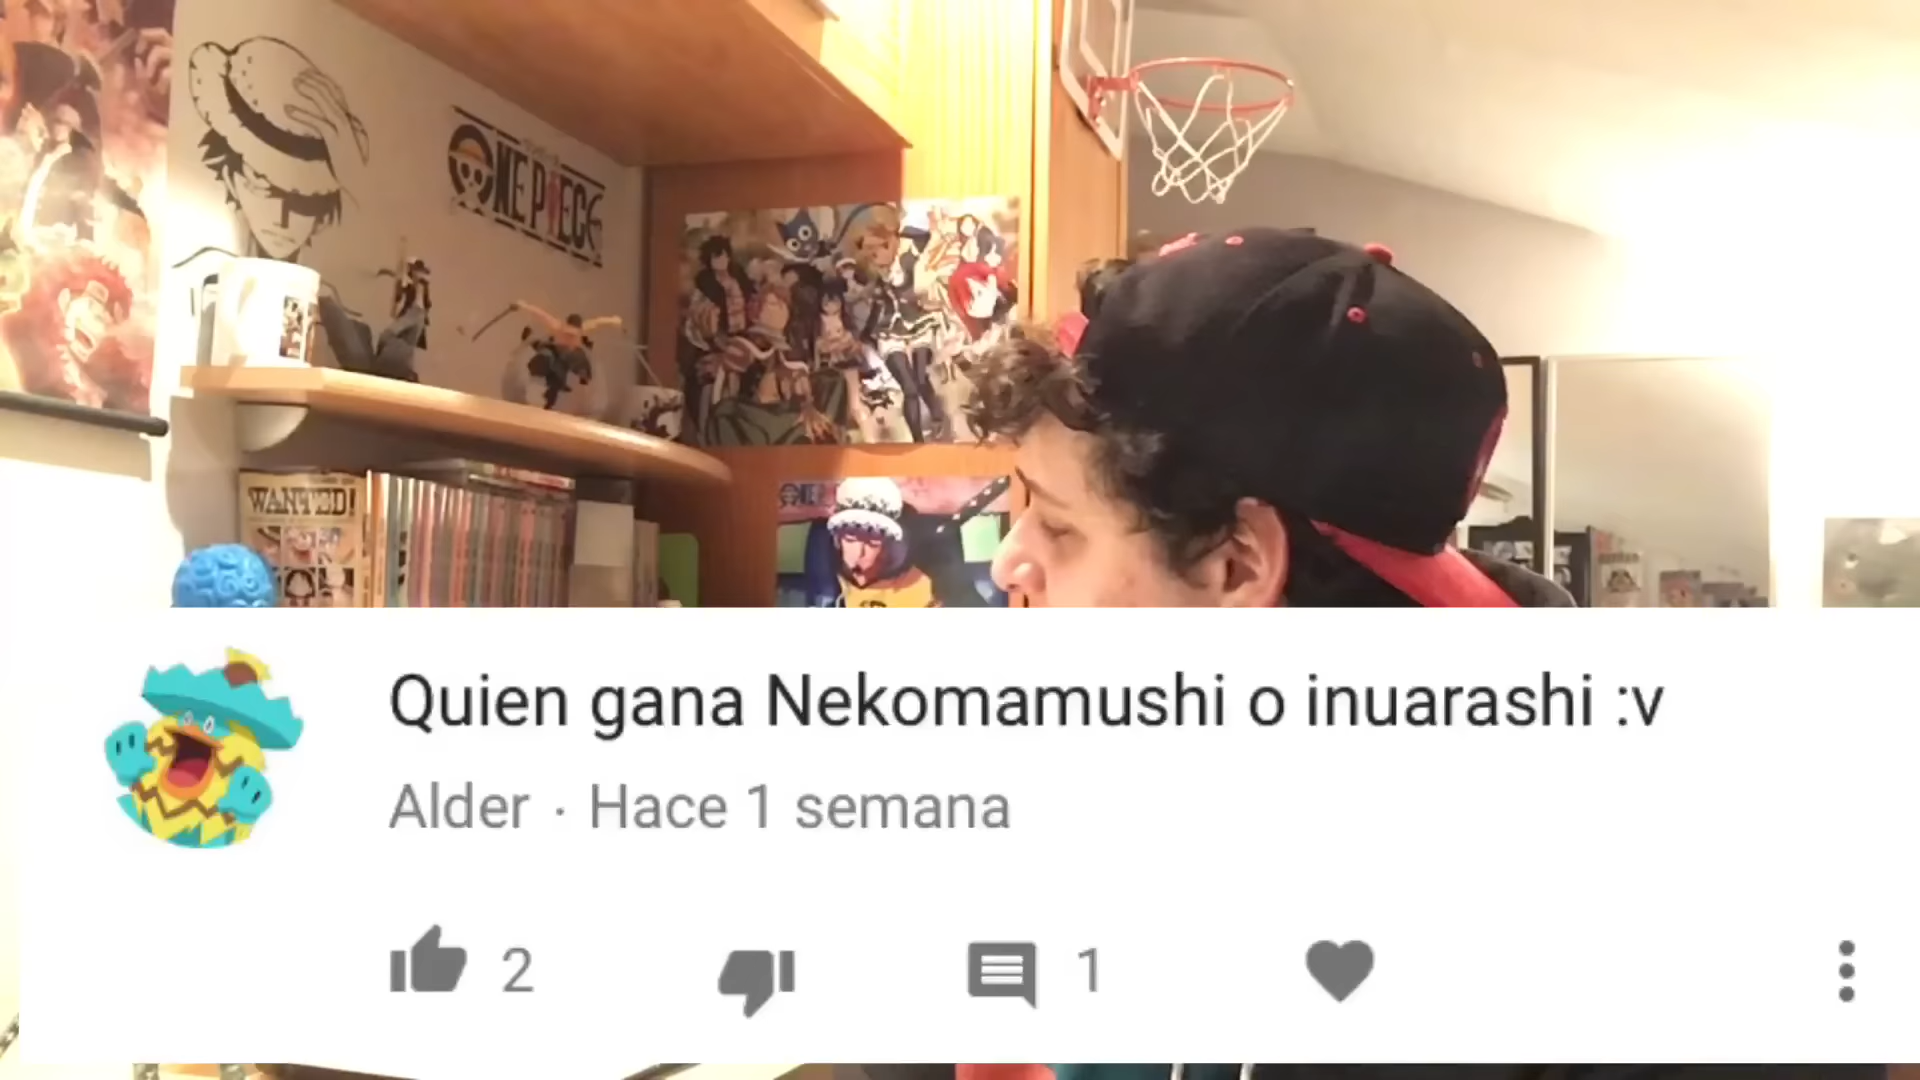 ONE PIECE
WANTED!
Quien gana Nekomamushi o inuarashi :v
Alder · Hace 1 semana
2
1